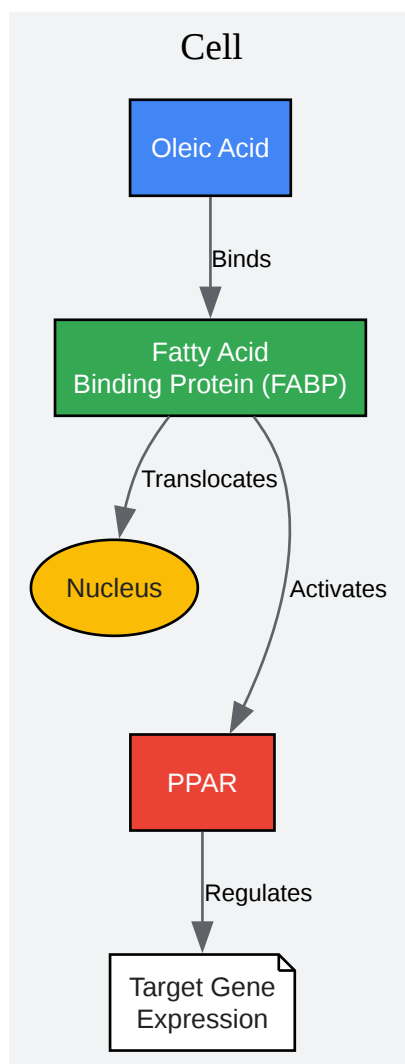 Cell
Oleic Acid
Binds
Fatty Acid
Binding Protein (FABP)
Translocates
Nucleus
Activates
PPAR
Regulates
Target Gene
Expression